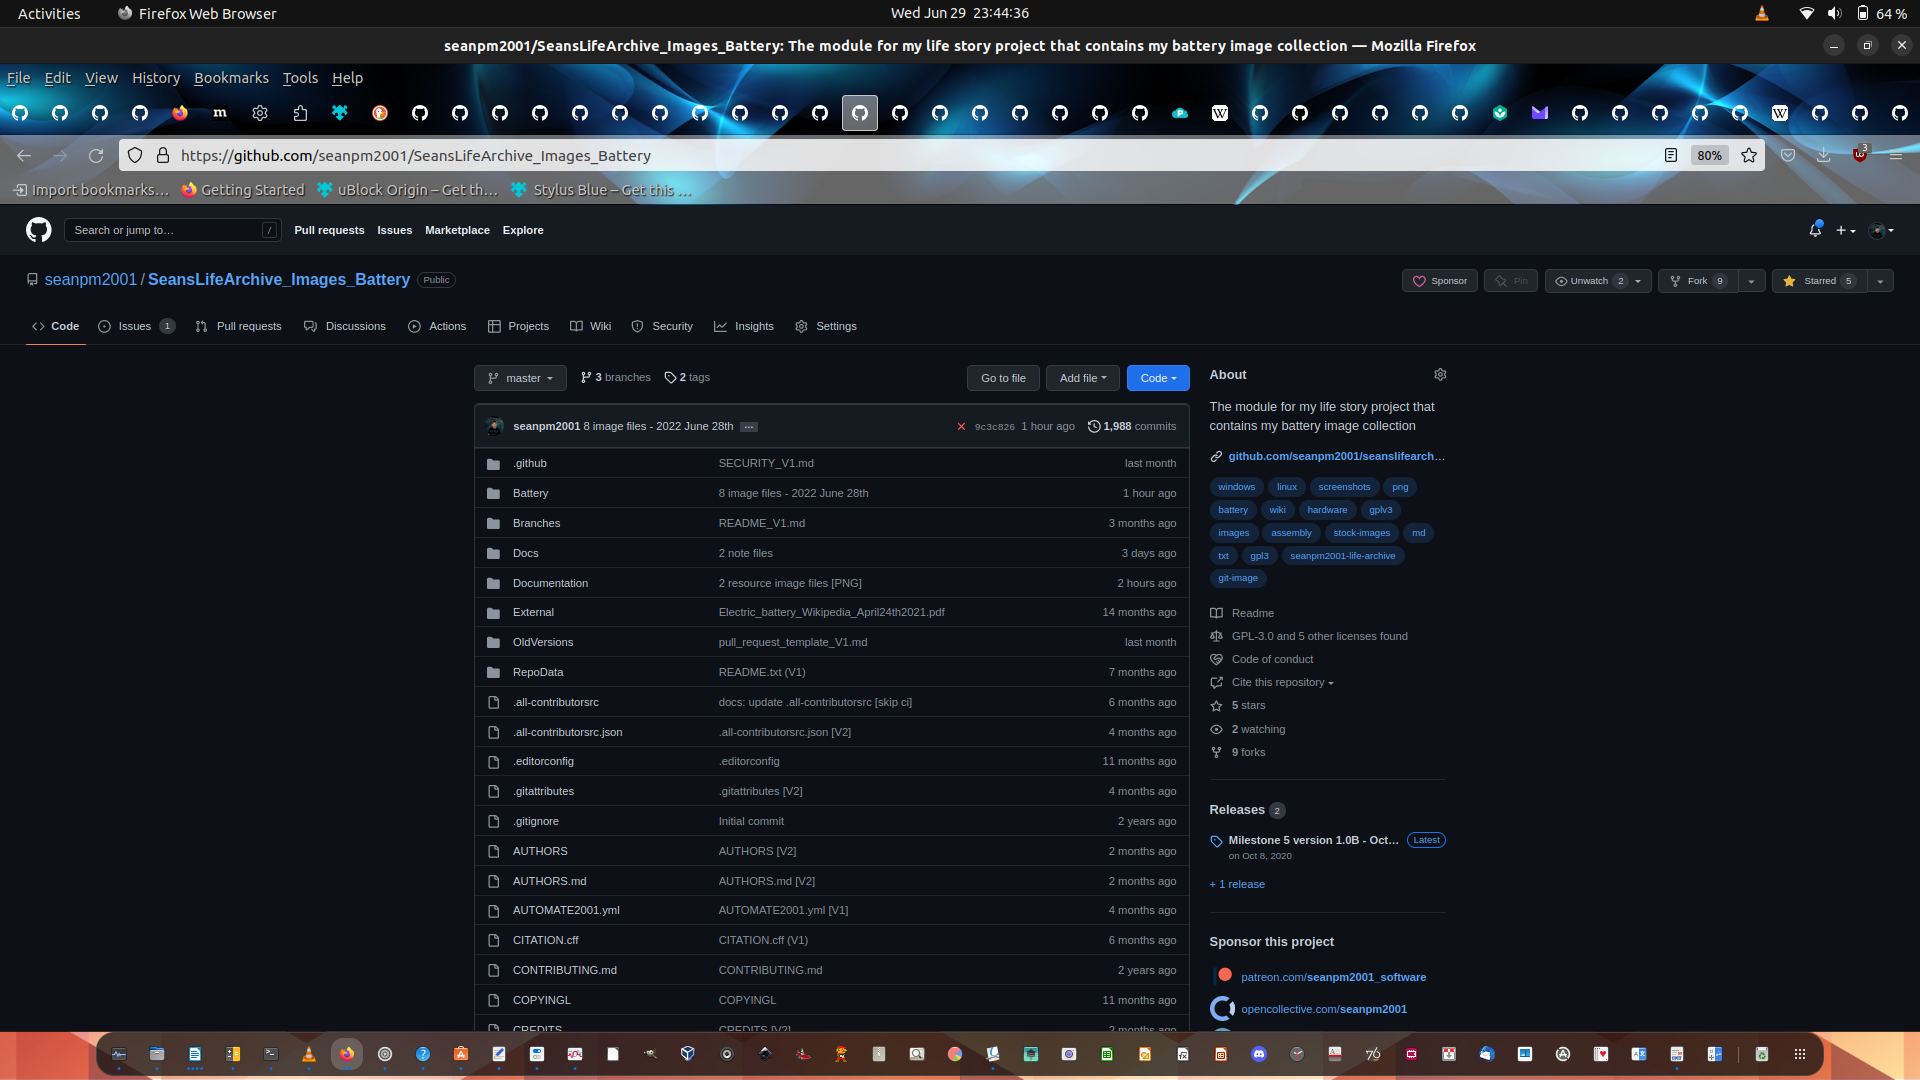 Activities Firefox Web Browser Wed Jun 29 23:44:36 64 %
seanpm2001/SeansLifeArchive_Images_Battery: The module for my life story project that contains my battery image collection — Mozilla Firefox
File Edit View History Bookmarks Tools Help
https://github.com/seanpm2001/SeansLifeArchive_Images_Battery 80% 3
Import bookmarks… Getting Started uBlock Origin – Get th… Stylus Blue – Get this …
Search or jump to… / Pull requests Issues Marketplace Explore
seanpm2001 / SeansLifeArchive_Images_Battery Public Sponsor Pin Unwatch 2 Fork 9 Starred 5
Code Issues 1 Pull requests Discussions Actions Projects Wiki Security Insights Settings
master 3 branches 2 tags Go to file Add file Code
seanpm2001 8 image files - 2022 June 28th ... 9c3c826 1 hour ago 1,988 commits
.github SECURITY_V1.md last month
Battery 8 image files - 2022 June 28th 1 hour ago
Branches README_V1.md 3 months ago
Docs 2 note files 3 days ago
Documentation 2 resource image files [PNG] 2 hours ago
External Electric_battery_Wikipedia_April24th2021.pdf 14 months ago
OldVersions pull_request_template_V1.md last month
RepoData README.txt (V1) 7 months ago
.all-contributorsrc docs: update .all-contributorsrc [skip ci] 6 months ago
.all-contributorsrc.json .all-contributorsrc.json [V2] 4 months ago
.editorconfig .editorconfig 11 months ago
.gitattributes .gitattributes [V2] 4 months ago
.gitignore Initial commit 2 years ago
AUTHORS AUTHORS [V2] 2 months ago
AUTHORS.md AUTHORS.md [V2] 2 months ago
AUTOMATE2001.yml AUTOMATE2001.yml [V1] 4 months ago
CITATION.cff CITATION.cff (V1) 6 months ago
CONTRIBUTING.md CONTRIBUTING.md 2 years ago
COPYINGL COPYINGL 11 months ago
CREDITS CREDITS [V2] 2 months ago
About
The module for my life story project that
contains my battery image collection
github.com/seanpm2001/seanslifearch…
windows linux screenshots png
battery wiki hardware gplv3
images assembly stock-images md
txt gpl3 seanpm2001-life-archive
git-image
Readme
GPL-3.0 and 5 other licenses found
Code of conduct
Cite this repository
5 stars
2 watching
9 forks
Releases 2
Milestone 5 version 1.0B - Oct… Latest
on Oct 8, 2020
+ 1 release
Sponsor this project
patreon.com/seanpm2001_software
opencollective.com/seanpm2001